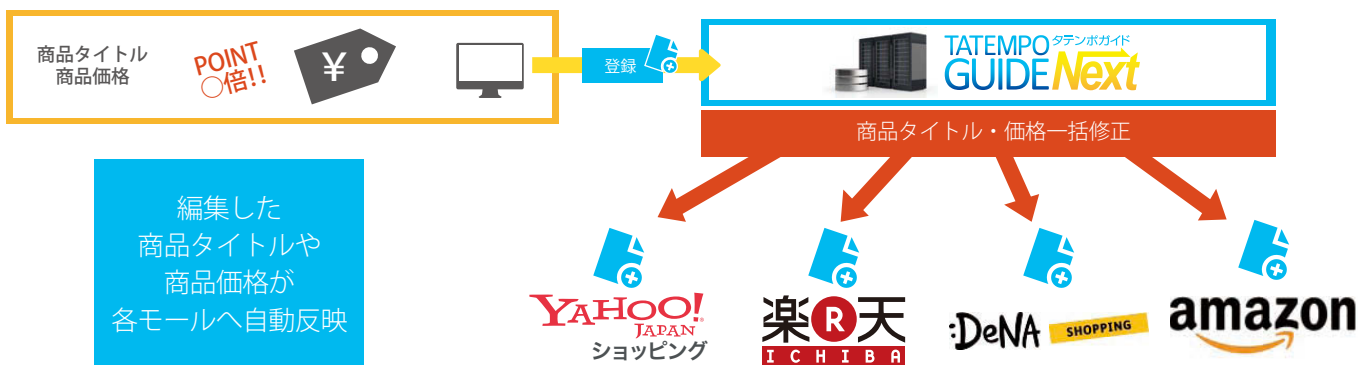 商品タイトル
商品価格
POINT
○倍!!
¥
登録
TATEMPO タテンポガイド
GUIDE Next
商品タイトル・価格一括修正
編集した
商品タイトルや
商品価格が
各モールへ自動反映
YAHOO!
JAPAN
ショッピング
楽R天
ICHIBA
:DeNA SHOPPING
amazon